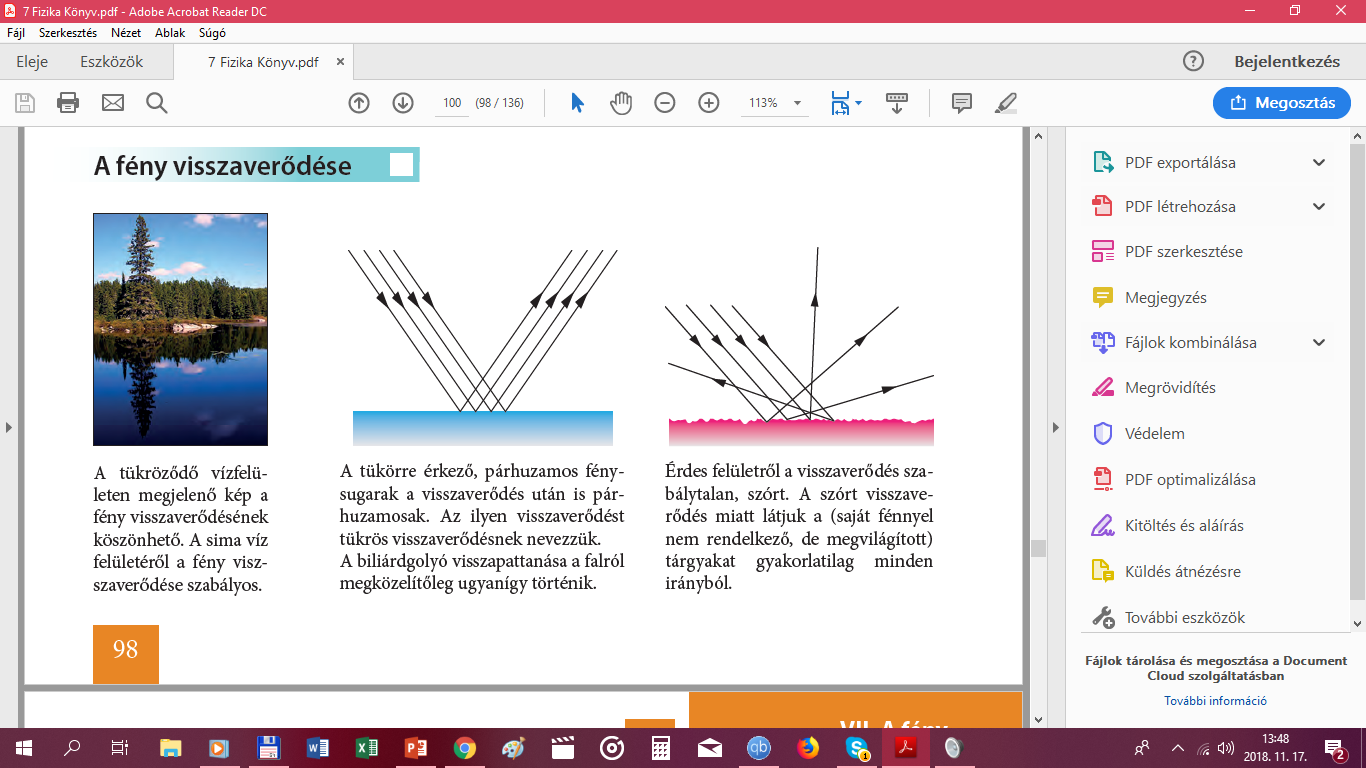 7 Fizika Könyv.pdf - Adobe Acrobat Reader DC
Fájl Szerkesztés Nézet Ablak Súgó
Eleje Eszközök 7 Fizika Könyv.pdf × Bejelentkezés
100 (98 / 136) 113% Megosztás
A fény visszaverődése
A tükröződő vízfelü-
leten megjelenő kép a
fény visszaverődésének
köszönhető. A sima víz
felületéről a fény visz-
szaverődése szabályos.
A tükörre érkező, párhuzamos fény-
sugarak a visszaverődés után is pár-
huzamosak. Az ilyen visszaverődést
tükrös visszaverődésnek nevezzük.
A biliárdgolyó visszapattanása a falról
megközelítőleg ugyanígy történik.
Érdes felületről a visszaverődés sza-
bálytalan, szórt. A szórt visszave-
rődés miatt látjuk a (saját fénnyel
nem rendelkező, de megvilágított)
tárgyakat gyakorlatilag minden
irányból.
98
VII. A fény
PDF exportálása
PDF létrehozása
PDF szerkesztése
Megjegyzés
Fájlok kombinálása
Megrövidítés
Védelem
PDF optimalizálása
Kitöltés és aláírás
Küldés átnézésre
További eszközök
Fájlok tárolása és megosztása a Document
Cloud szolgáltatásban
További információ
13:48
2018. 11. 17.
2